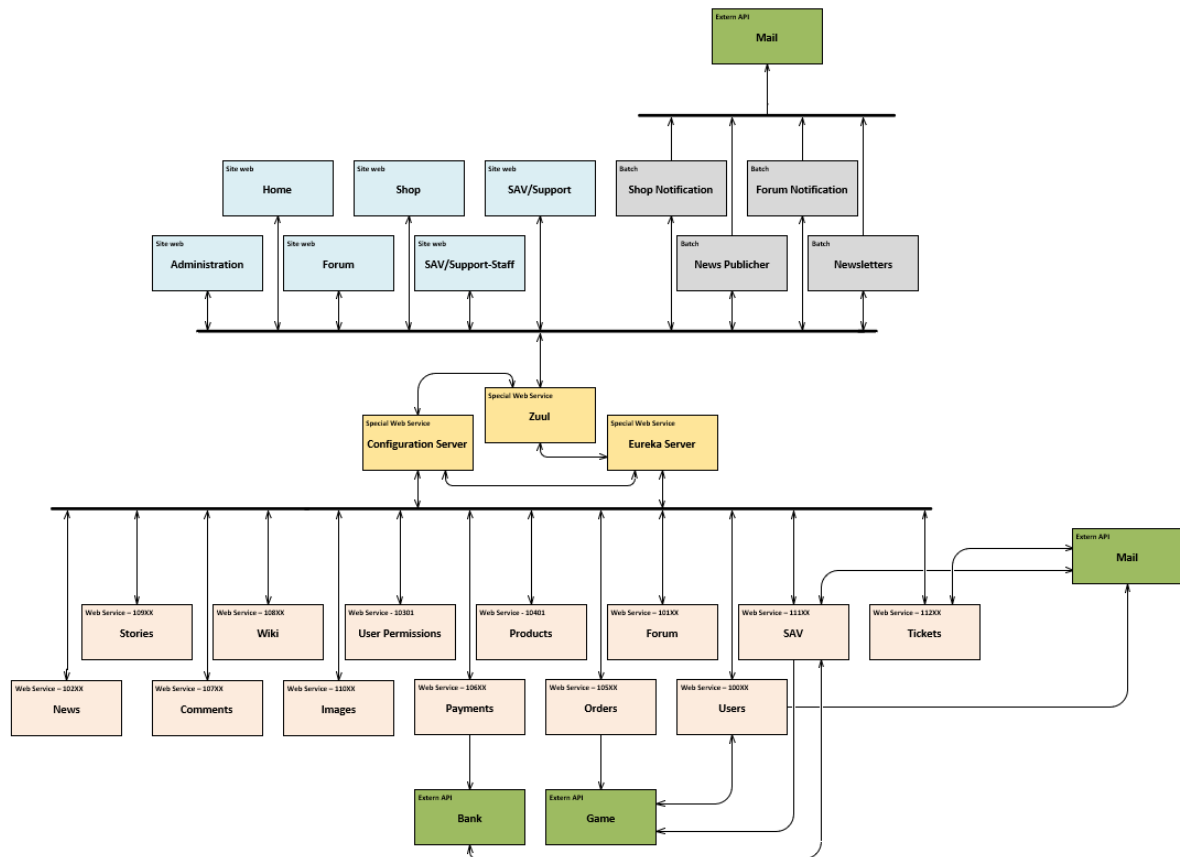 Extern API
Mail
Site web
Home
Site web
Shop
Site web
SAV/Support
Batch
Shop Notification
Batch
Forum Notification
Site web
Administration
Site web
Forum
Site web
SAV/Support-Staff
Batch
News Publicher
Batch
Newsletters
Special Web Service
Zuul
Special Web Service
Configuration Server
Special Web Service
Eureka Server
Extern API
Mail
Web Service – 109XX
Stories
Web Service – 108XX
Wiki
Web Service - 10301
User Permissions
Web Service - 10401
Products
Web Service – 101XX
Forum
Web Service – 111XX
SAV
Web Service – 112XX
Tickets
Web Service – 102XX
News
Web Service – 107XX
Comments
Web Service – 110XX
Images
Web Service – 106XX
Payments
Web Service – 105XX
Orders
Web Service – 100XX
Users
Extern API
Bank
Extern API
Game